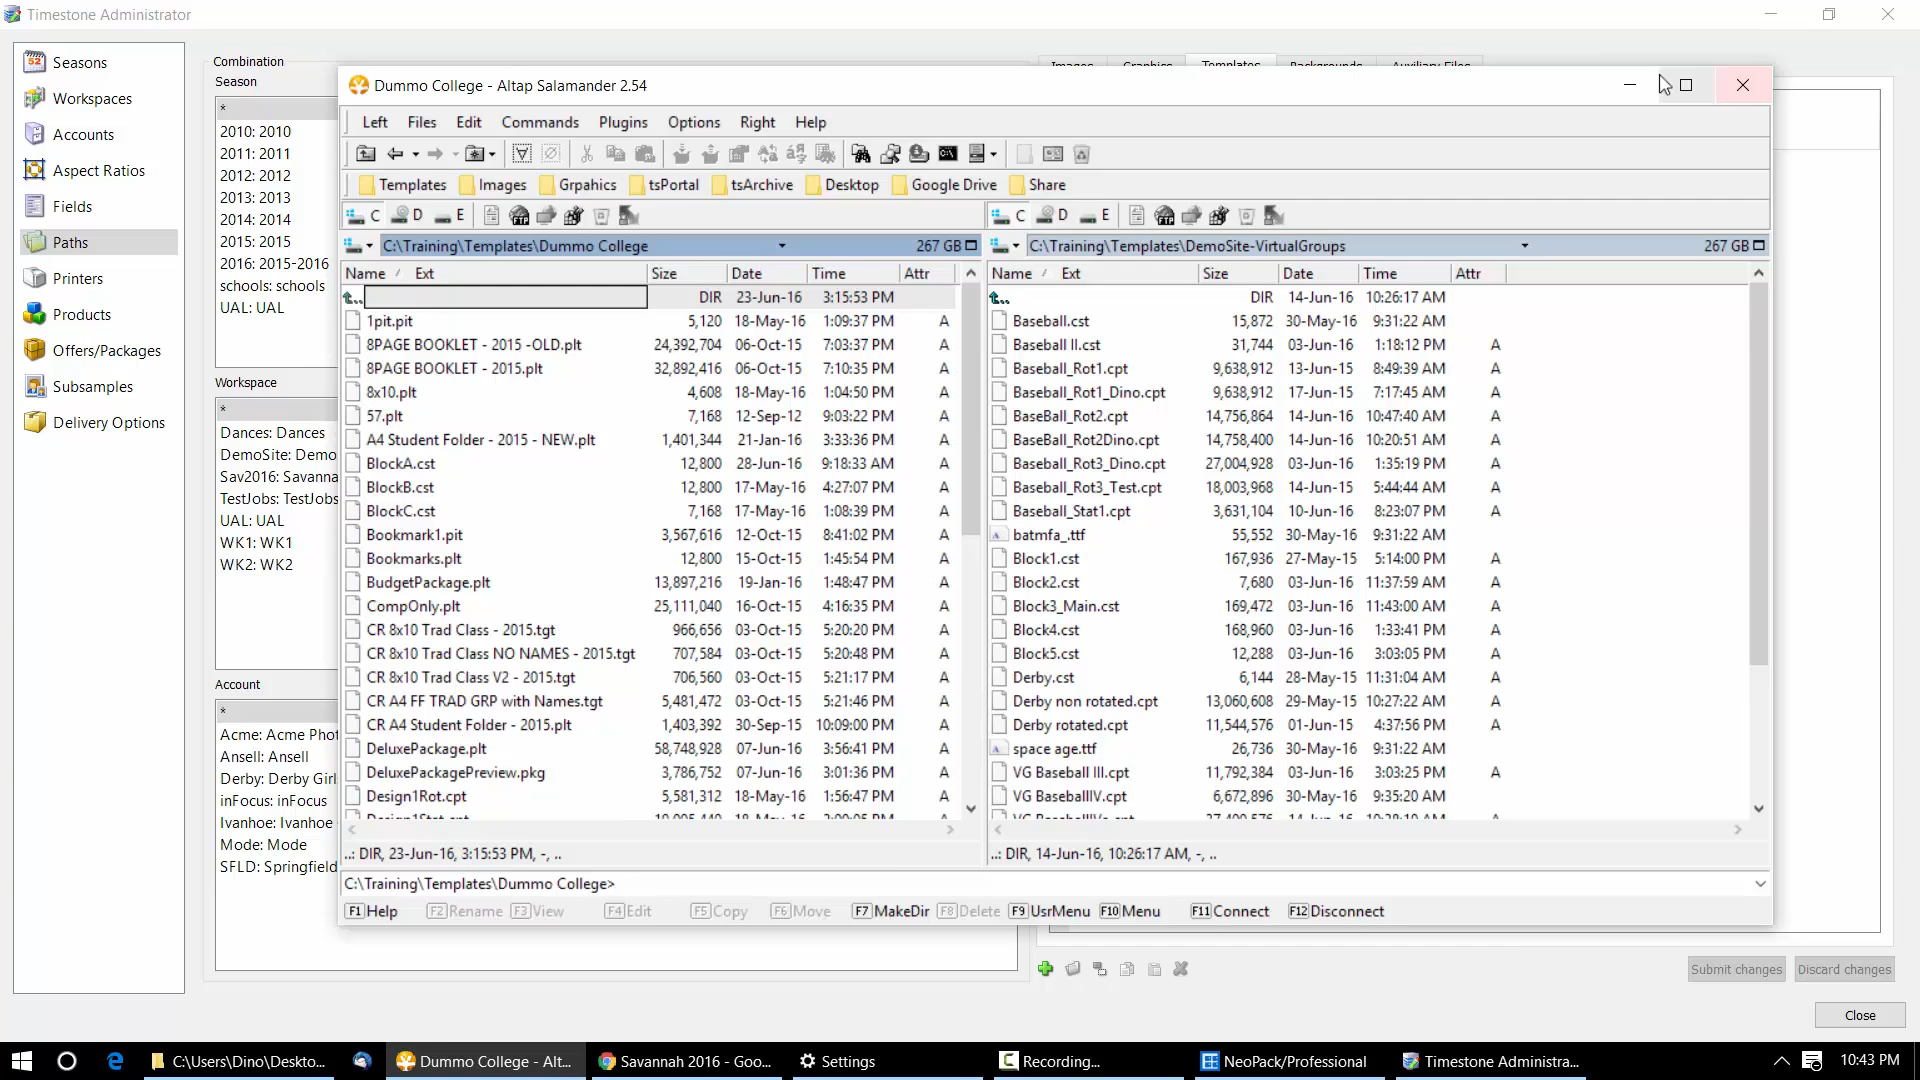 Timestone Administrator
Seasons
Workspaces
Accounts
Aspect Ratios
Fields
Paths
Printers
Products
Offers/Packages
Subsamples
Delivery Options
Combination
Season
*
2010: 2010
2011: 2011
2012: 2012
2013: 2013
2014: 2014
2015: 2015
2016: 2015-2016
schools: schools
UAL: UAL
Workspace
*
Dances: Dances
DemoSite: Demo
Sav2016: Savanna
TestJobs: TestJobs
UAL: UAL
WK1: WK1
WK2: WK2
Account
*
Acme: Acme Phot
Ansell: Ansell
Derby: Derby Girl
inFocus: inFocus
Ivanhoe: Ivanhoe
Mode: Mode
SFLD: Springfield
Images Graphics Templates Backgrounds Auxiliary Files
Dummo College - Altap Salamander 2.54
Left Files Edit Commands Plugins Options Right Help
Templates Images Grpahics tsPortal tsArchive Desktop Google Drive Share
C D E
C:\Training\Templates\Dummo College 267 GB
Name Ext Size Date Time Attr
.. DIR 23-Jun-16 3:15:53 PM
1pit.pit 5,120 18-May-16 1:09:37 PM A
8PAGE BOOKLET - 2015 -OLD.plt 24,392,704 06-Oct-15 7:03:37 PM A
8PAGE BOOKLET - 2015.plt 32,892,416 06-Oct-15 7:10:35 PM A
8x10.plt 4,608 18-May-16 1:04:50 PM A
57.plt 7,168 12-Sep-12 9:03:22 PM A
A4 Student Folder - 2015 - NEW.plt 1,401,344 21-Jan-16 3:33:36 PM A
BlockA.cst 12,800 28-Jun-16 9:18:33 AM A
BlockB.cst 12,800 17-May-16 4:27:07 PM A
BlockC.cst 7,168 17-May-16 1:08:39 PM A
Bookmark1.pit 3,567,616 12-Oct-15 8:41:02 PM A
Bookmarks.plt 12,800 15-Oct-15 1:45:54 PM A
BudgetPackage.plt 13,897,216 19-Jan-16 1:48:47 PM A
CompOnly.plt 25,111,040 16-Oct-15 4:16:35 PM A
CR 8x10 Trad Class - 2015.tgt 966,656 03-Oct-15 5:20:20 PM A
CR 8x10 Trad Class NO NAMES - 2015.tgt 707,584 03-Oct-15 5:20:48 PM A
CR 8x10 Trad Class V2 - 2015.tgt 706,560 03-Oct-15 5:21:17 PM A
CR A4 FF TRAD GRP with Names.tgt 5,481,472 03-Oct-15 5:21:46 PM A
CR A4 Student Folder - 2015.plt 1,403,392 30-Sep-15 10:09:00 PM A
DeluxePackage.plt 58,748,928 07-Jun-16 3:56:41 PM A
DeluxePackagePreview.pkg 3,786,752 07-Jun-16 3:01:36 PM A
Design1Rot.cpt 5,581,312 18-May-16 1:56:47 PM A
..: DIR, 23-Jun-16, 3:15:53 PM, -, ..
C D E
C:\Training\Templates\DemoSite-VirtualGroups 267 GB
Name Ext Size Date Time Attr
.. DIR 14-Jun-16 10:26:17 AM
Baseball.cst 15,872 30-May-16 9:31:22 AM
Baseball II.cst 31,744 03-Jun-16 1:18:12 PM A
Baseball_Rot1.cpt 9,638,912 13-Jun-15 8:49:39 AM A
Baseball_Rot1_Dino.cpt 9,638,912 17-Jun-15 7:17:45 AM A
BaseBall_Rot2.cpt 14,756,864 14-Jun-16 10:47:40 AM A
BaseBall_Rot2Dino.cpt 14,758,400 14-Jun-16 10:20:51 AM A
Baseball_Rot3_Dino.cpt 27,004,928 03-Jun-16 1:35:19 PM A
Baseball_Rot3_Test.cpt 18,003,968 14-Jun-15 5:44:44 AM A
Baseball_Stat1.cpt 3,631,104 10-Jun-16 8:23:07 PM A
batmfa_.ttf 55,552 30-May-16 9:31:22 AM
Block1.cst 167,936 27-May-15 5:14:00 PM A
Block2.cst 7,680 03-Jun-16 11:37:59 AM A
Block3_Main.cst 169,472 03-Jun-16 11:43:00 AM A
Block4.cst 168,960 03-Jun-16 1:33:41 PM A
Block5.cst 12,288 03-Jun-16 3:03:05 PM A
Derby.cst 6,144 28-May-15 11:31:04 AM A
Derby non rotated.cpt 13,060,608 29-May-15 10:27:22 AM A
Derby rotated.cpt 11,544,576 01-Jun-15 4:37:56 PM A
space age.ttf 26,736 30-May-16 9:31:22 AM
VG Baseball III.cpt 11,792,384 03-Jun-16 3:03:25 PM A
VG BaseballIV.cpt 6,672,896 30-May-16 9:35:20 AM
..: DIR, 14-Jun-16, 10:26:17 AM, -, ..
C:\Training\Templates\Dummo College>
F1 Help F2 Rename F3 View F4 Edit F5 Copy F6 Move F7 MakeDir F8 Delete F9 UsrMenu F10 Menu F11 Connect F12 Disconnect
Submit changes Discard changes
Close
C:\Users\Dino\Deskto... Dummo College - Alt... Savannah 2016 - Goo... Settings Recording... NeoPack/Professional Timestone Administra... 10:43 PM